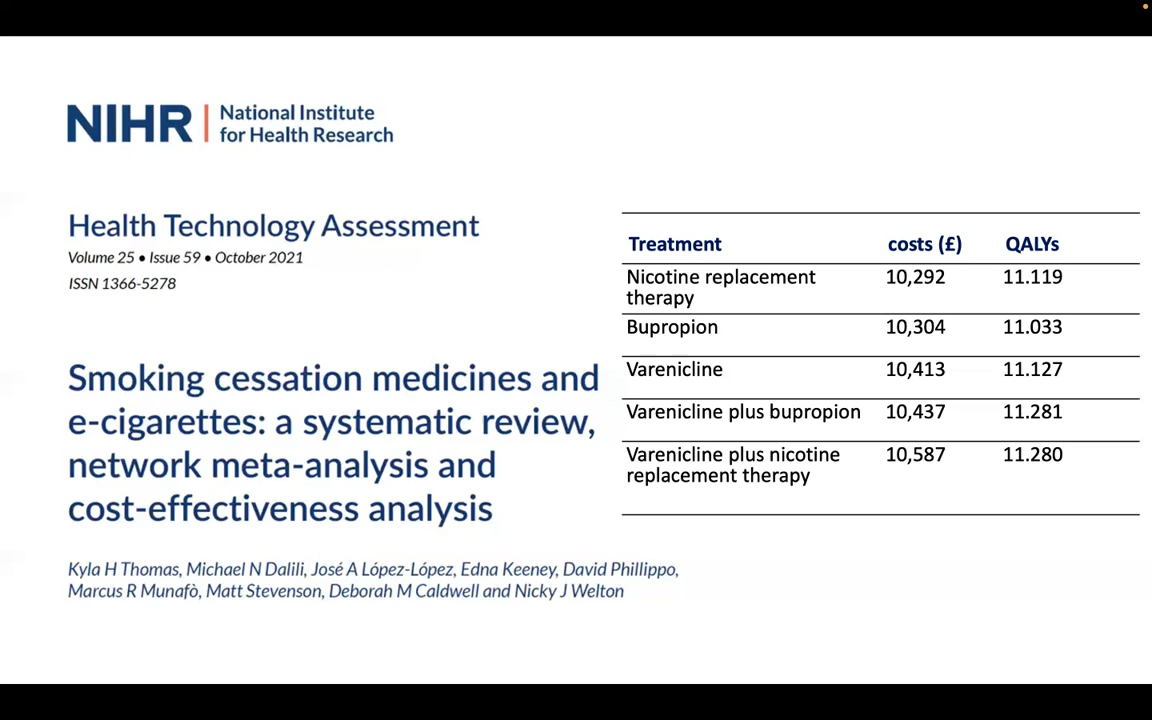 NIHR | National Institute
for Health Research
Health Technology Assessment
Volume 25 • Issue 59 • October 2021
ISSN 1366-5278
Smoking cessation medicines and
e-cigarettes: a systematic review,
network meta-analysis and
cost-effectiveness analysis
Kyla H Thomas, Michael N Dalili, José A López-López, Edna Keeney, David Phillippo,
Marcus R Munafò, Matt Stevenson, Deborah M Caldwell and Nicky J Welton
Treatment costs (£) QALYs
Nicotine replacement 10,292 11.119
therapy
Bupropion 10,304 11.033
Varenicline 10,413 11.127
Varenicline plus bupropion 10,437 11.281
Varenicline plus nicotine 10,587 11.280
replacement therapy